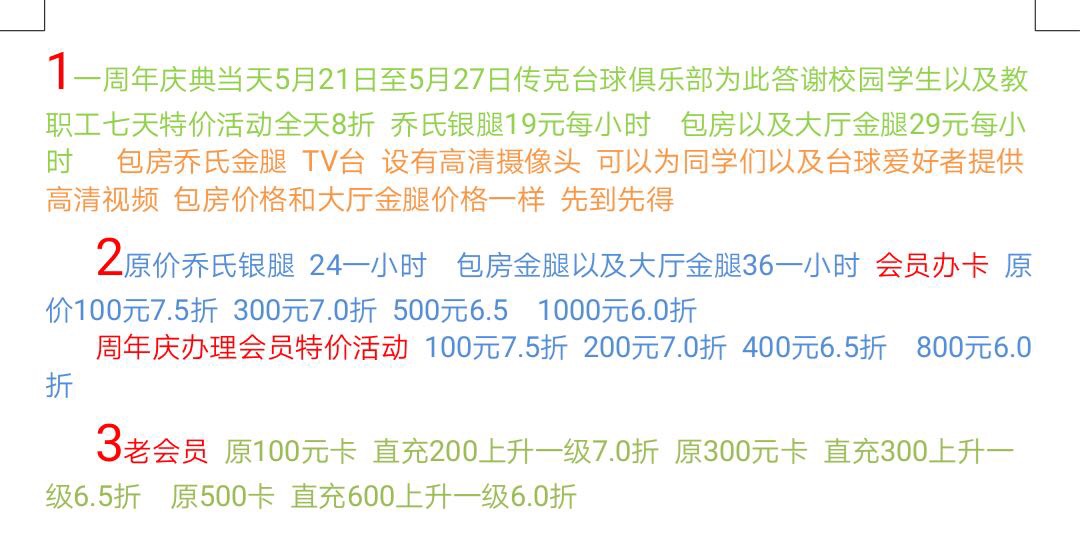 1一周年庆典当天5月21日至5月27日传克台球俱乐部为此答谢校园学生以及教
职工七天特价活动全天8折 乔氏银腿19元每小时 包房以及大厅金腿29元每小
时 包房乔氏金腿 TV台 设有高清摄像头 可以为同学们以及台球爱好者提供
高清视频 包房价格和大厅金腿价格一样 先到先得
2原价乔氏银腿 24一小时 包房金腿以及大厅金腿36一小时 会员办卡 原
价100元7.5折 300元7.0折 500元6.5 1000元6.0折
周年庆办理会员特价活动 100元7.5折 200元7.0折 400元6.5折 800元6.0
折
3老会员 原100元卡 直充200上升一级7.0折 原300元卡 直充300上升一
级6.5折 原500卡 直充600上升一级6.0折